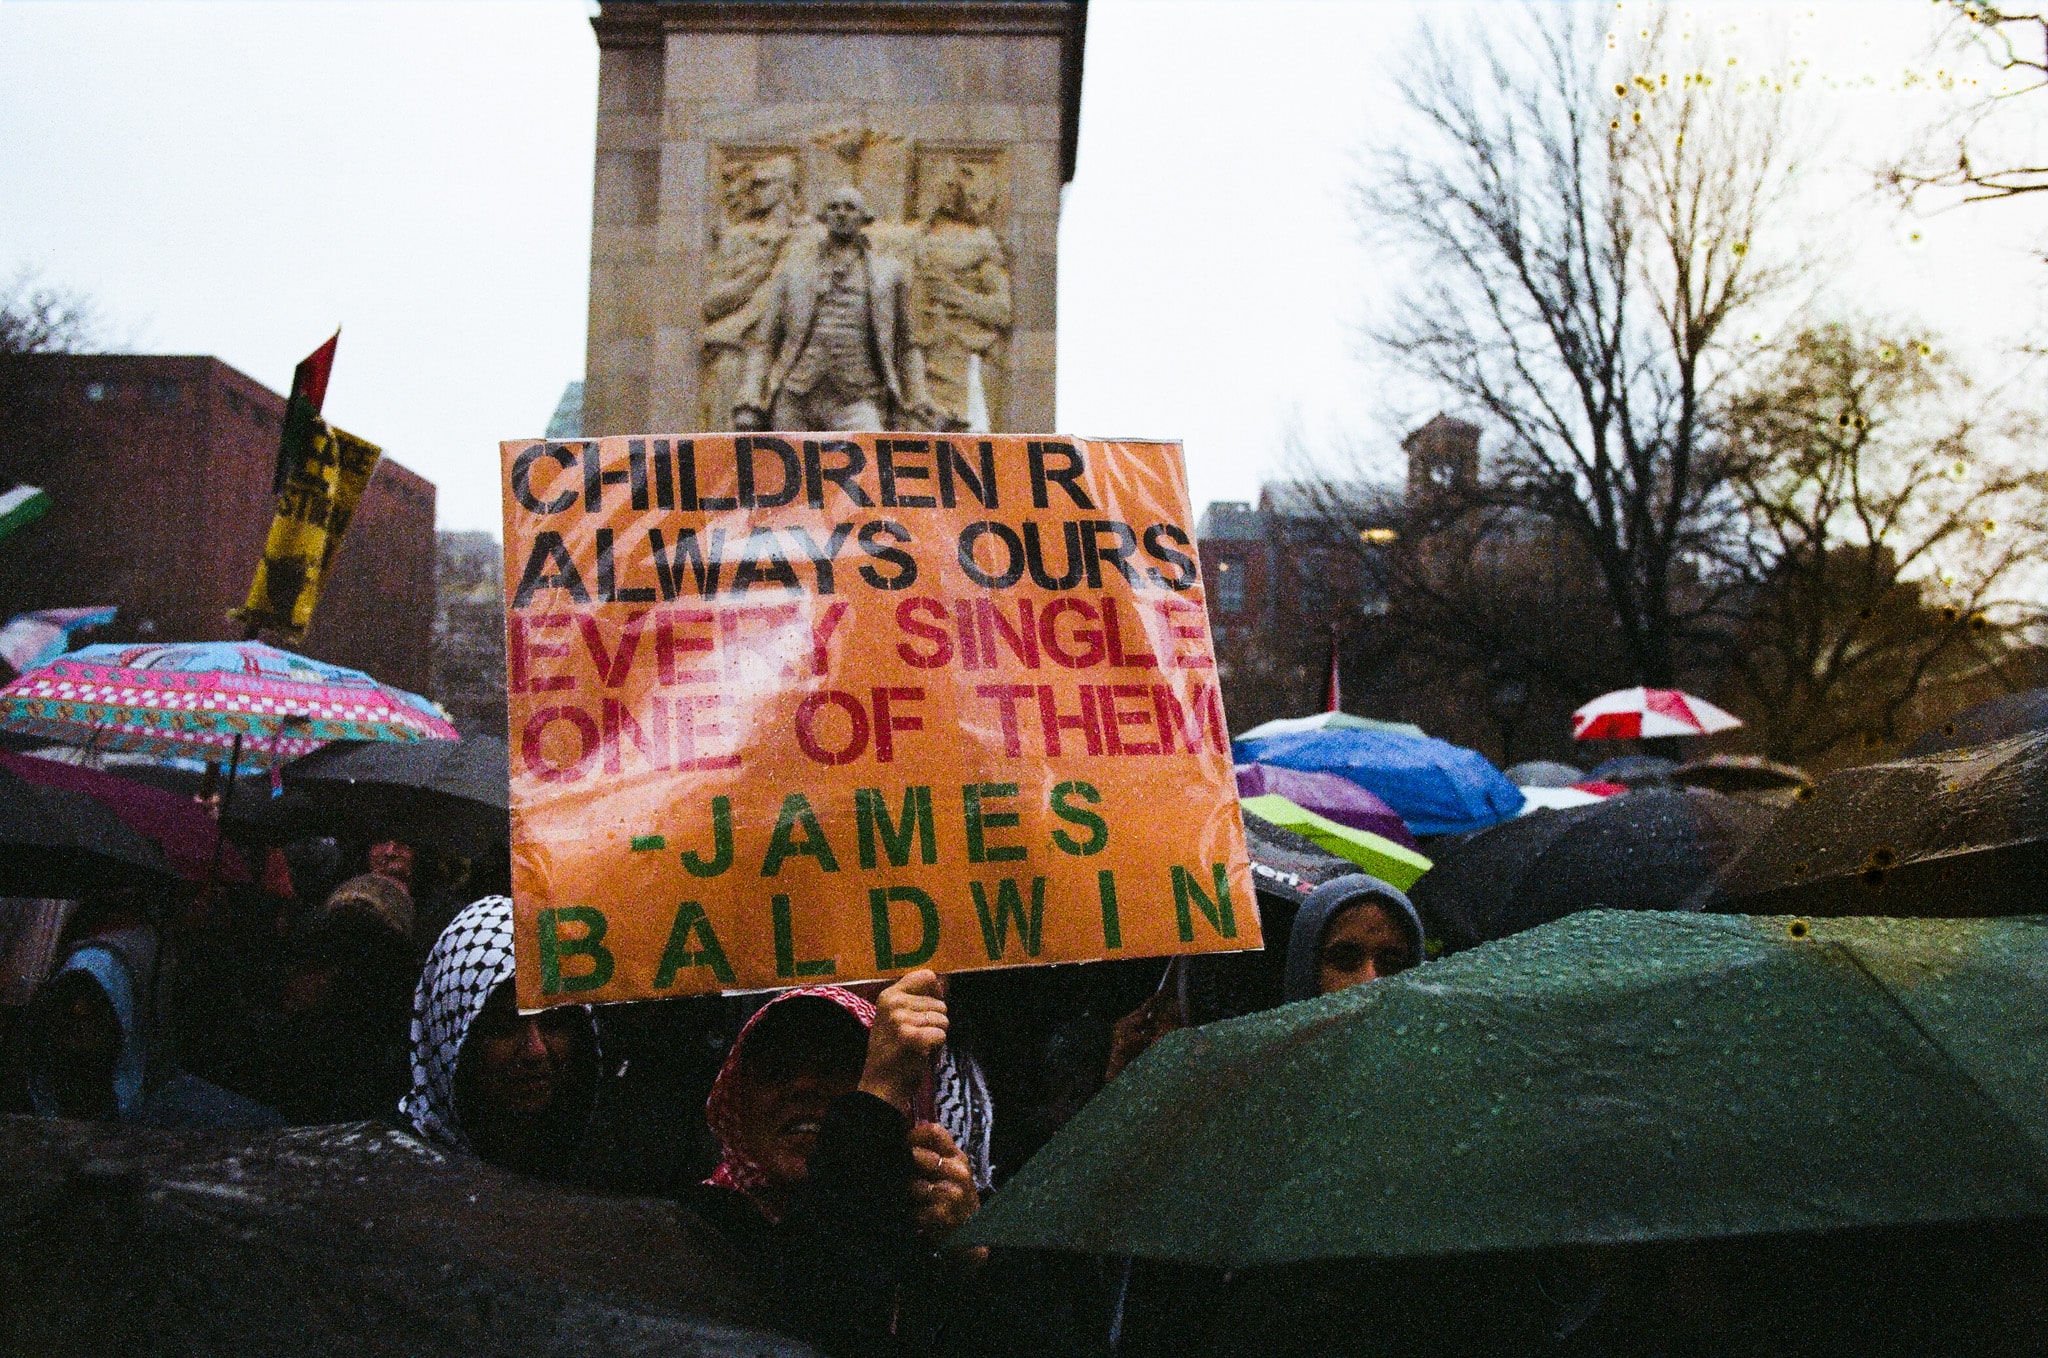 CHILDREN R
ALWAYS OURS
EVERY SINGLE
ONE OF THEM
-JAMES
BALDWIN